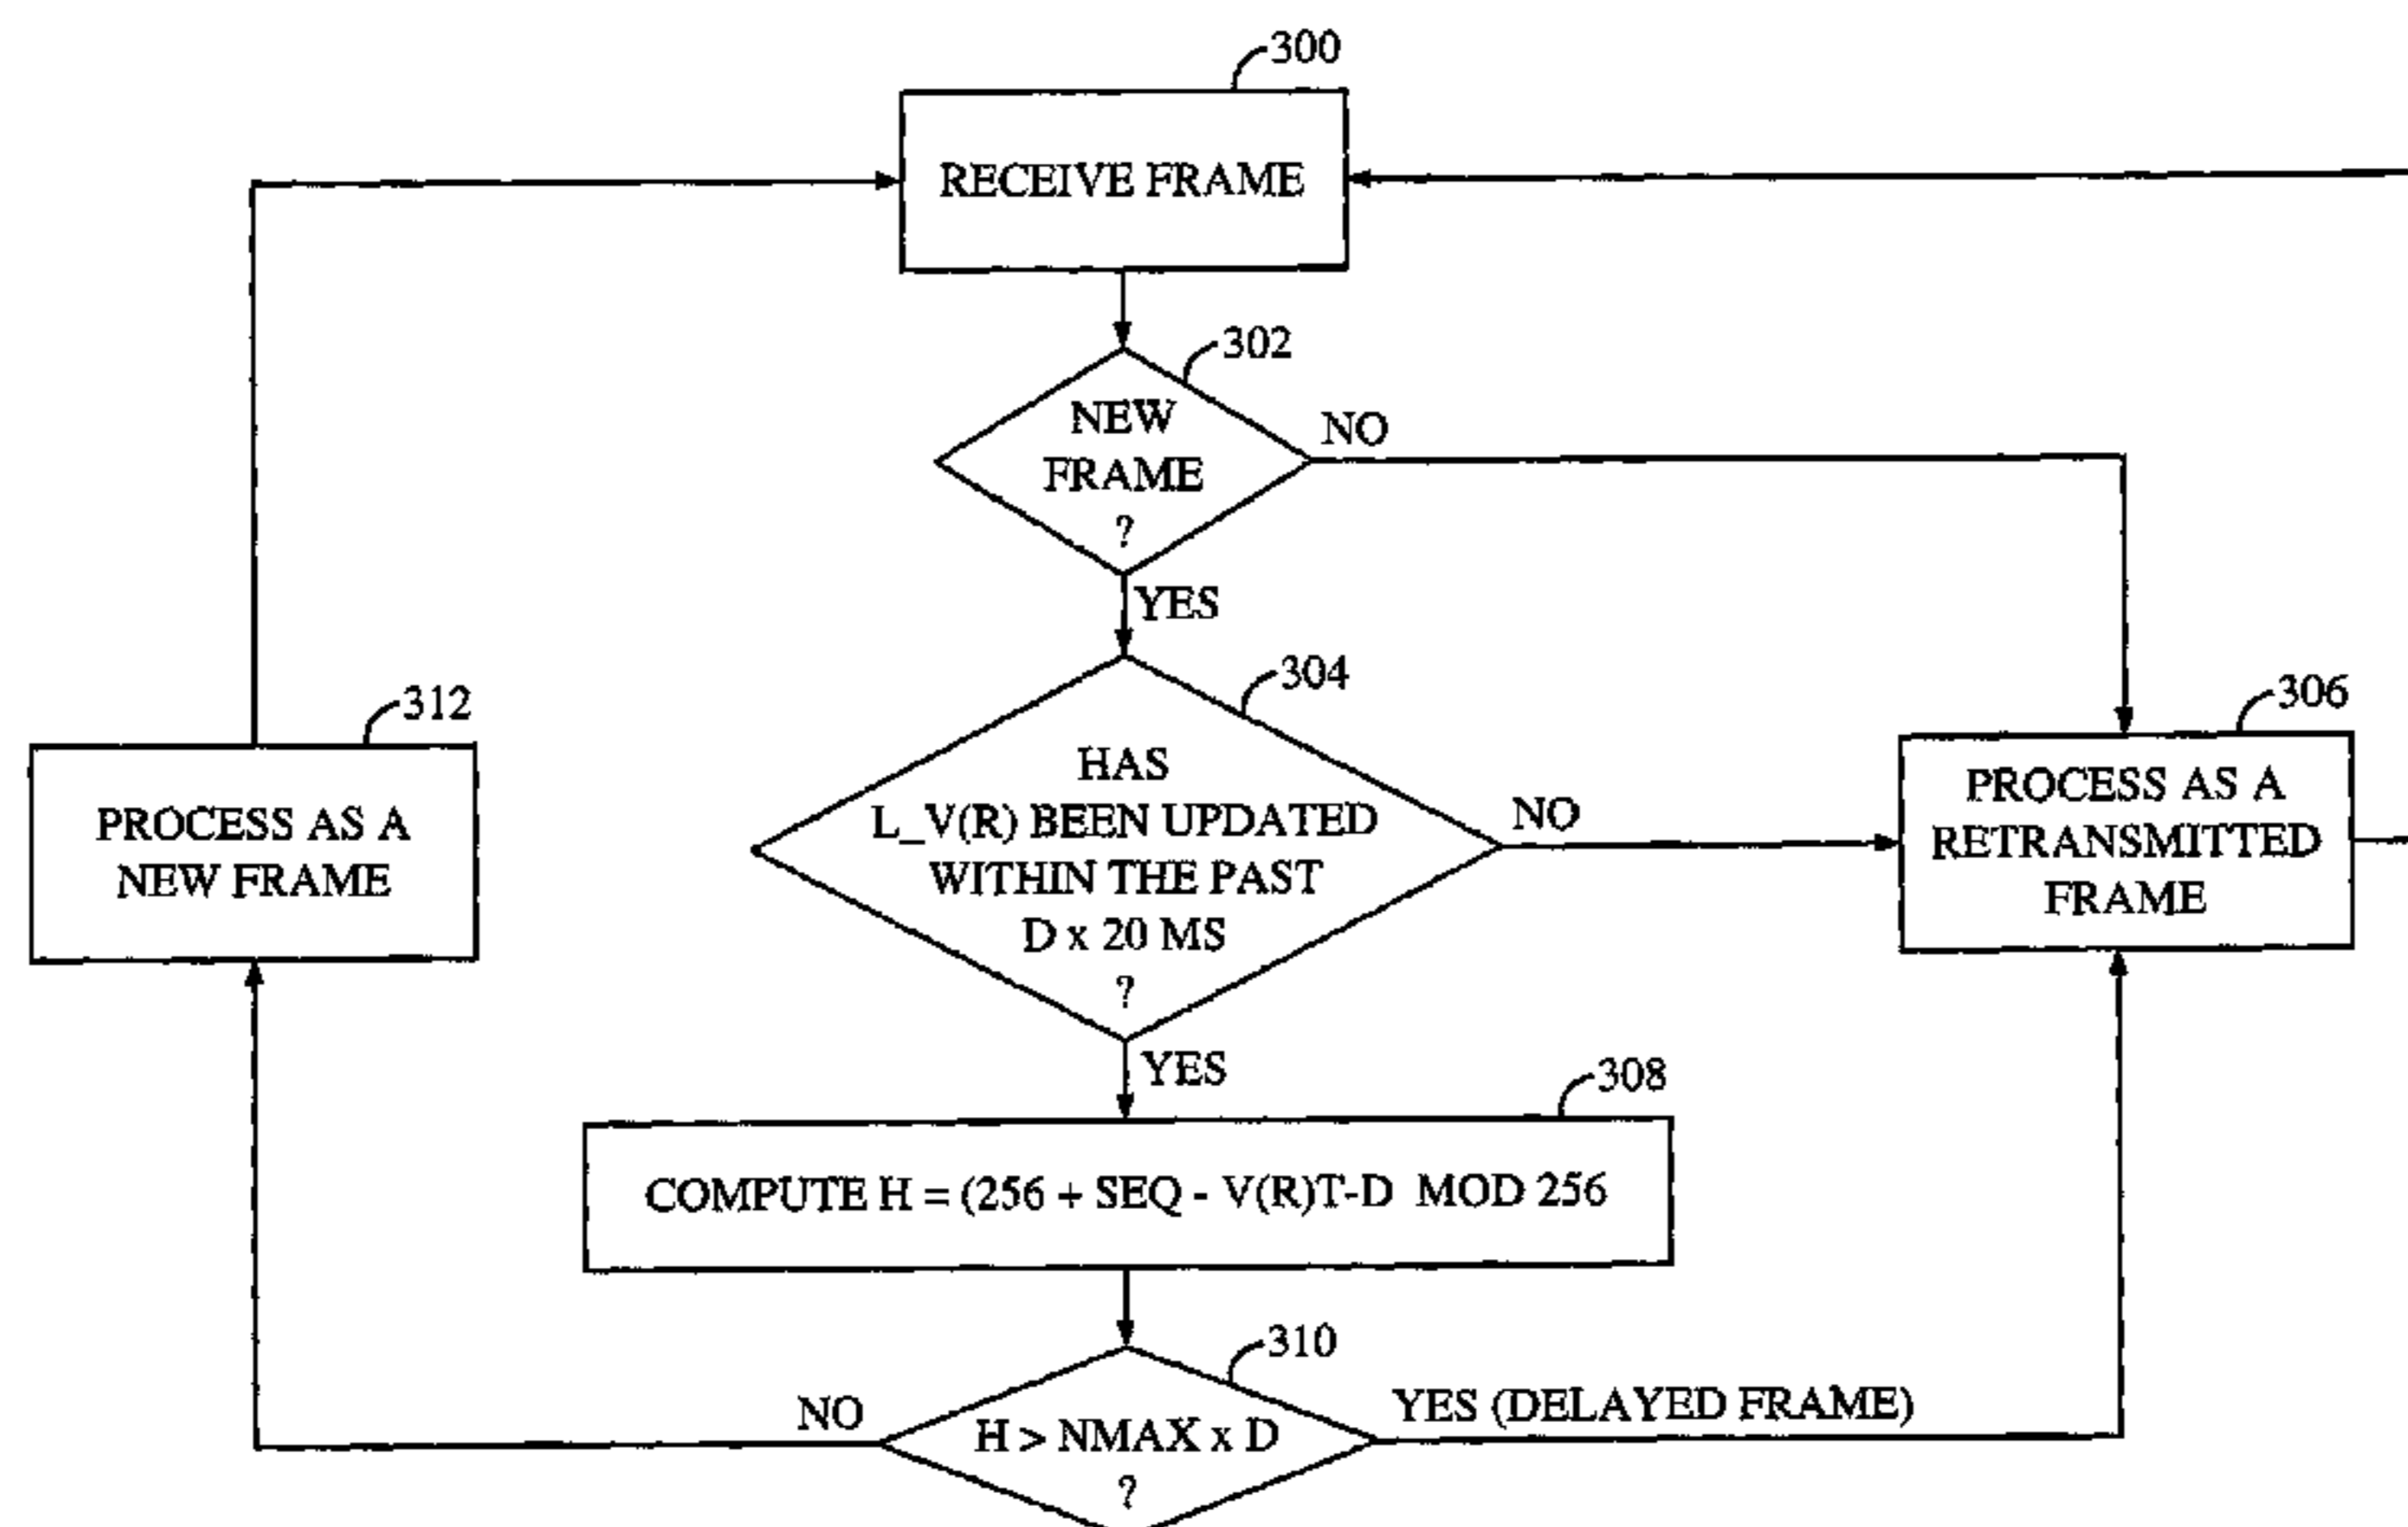 300
RECEIVE FRAME
302
NEW
FRAME
?
NO
YES
304
HAS
L_V(R) BEEN UPDATED
WITHIN THE PAST
D x 20 MS
?
NO
YES
306
PROCESS AS A
RETRANSMITTED
FRAME
312
PROCESS AS A
NEW FRAME
308
COMPUTE H = (256 + SEQ - V(R)T-D MOD 256
310
H > NMAX x D
?
NO
YES (DELAYED FRAME)